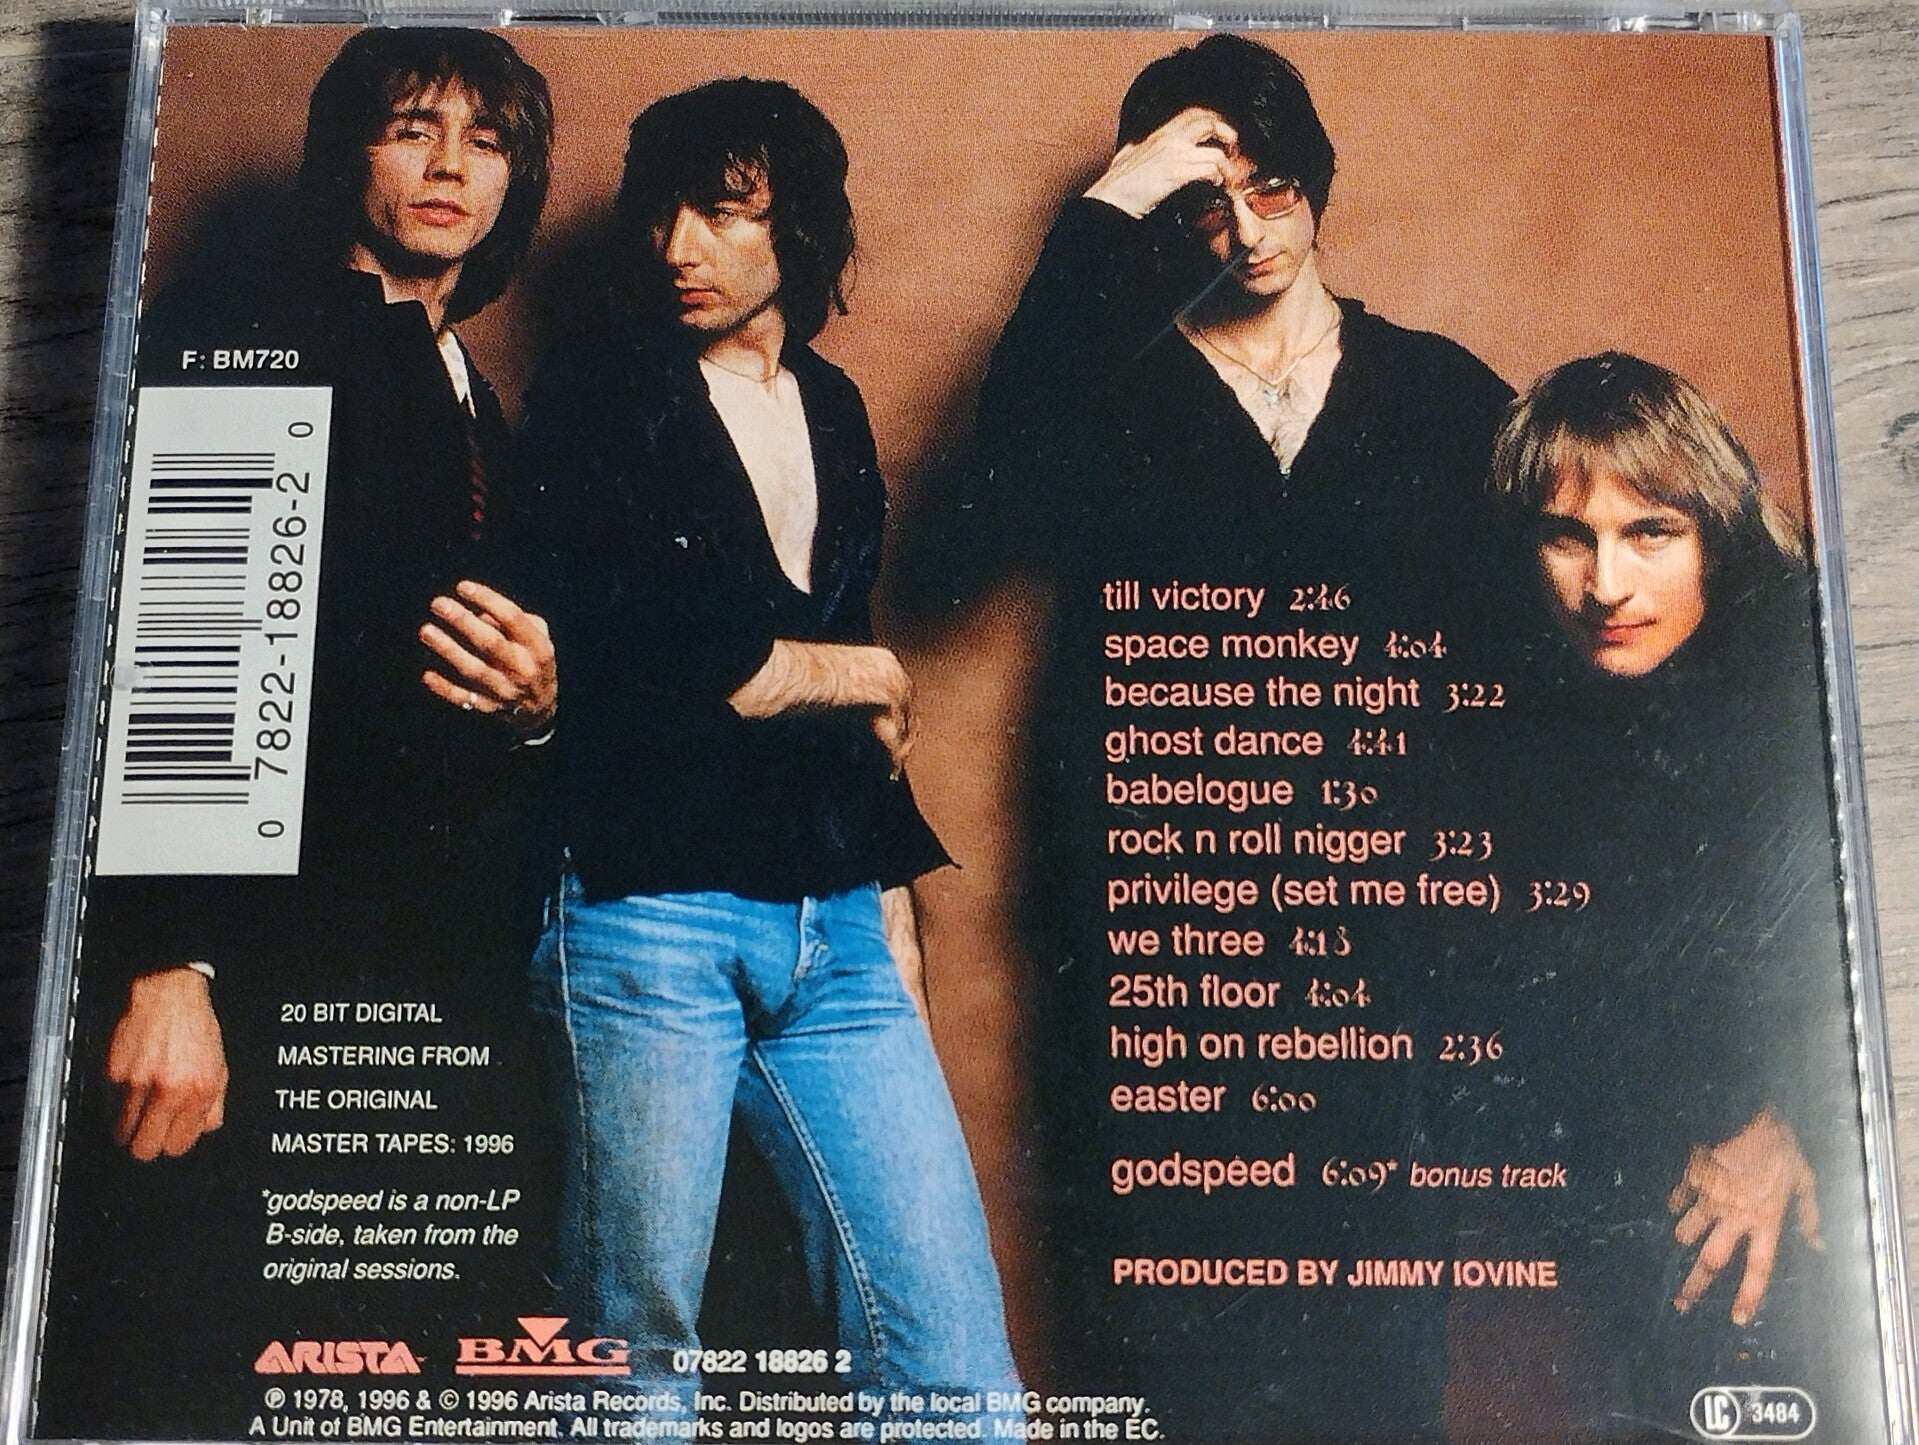 F: BM720
0 7822-18826-2 0
till victory 2:46
space monkey 4:04
because the night 3:22
ghost dance 4:41
babelogue 1:30
rock n roll nigger 3:23
privilege (set me free) 3:29
we three 4:18
25th floor 4:04
high on rebellion 2:36
easter 6:00
godspeed 6:09* bonus track
PRODUCED BY JIMMY IOVINE
20 BIT DIGITAL
MASTERING FROM
THE ORIGINAL
MASTER TAPES: 1996
*godspeed is a non-LP
B-side, taken from the
original sessions.
ARISTA BMG 07822 18826 2
℗ 1978, 1996 & © 1996 Arista Records, Inc. Distributed by the local BMG company.
A Unit of BMG Entertainment. All trademarks and logos are protected. Made in the EC.
LC 3484